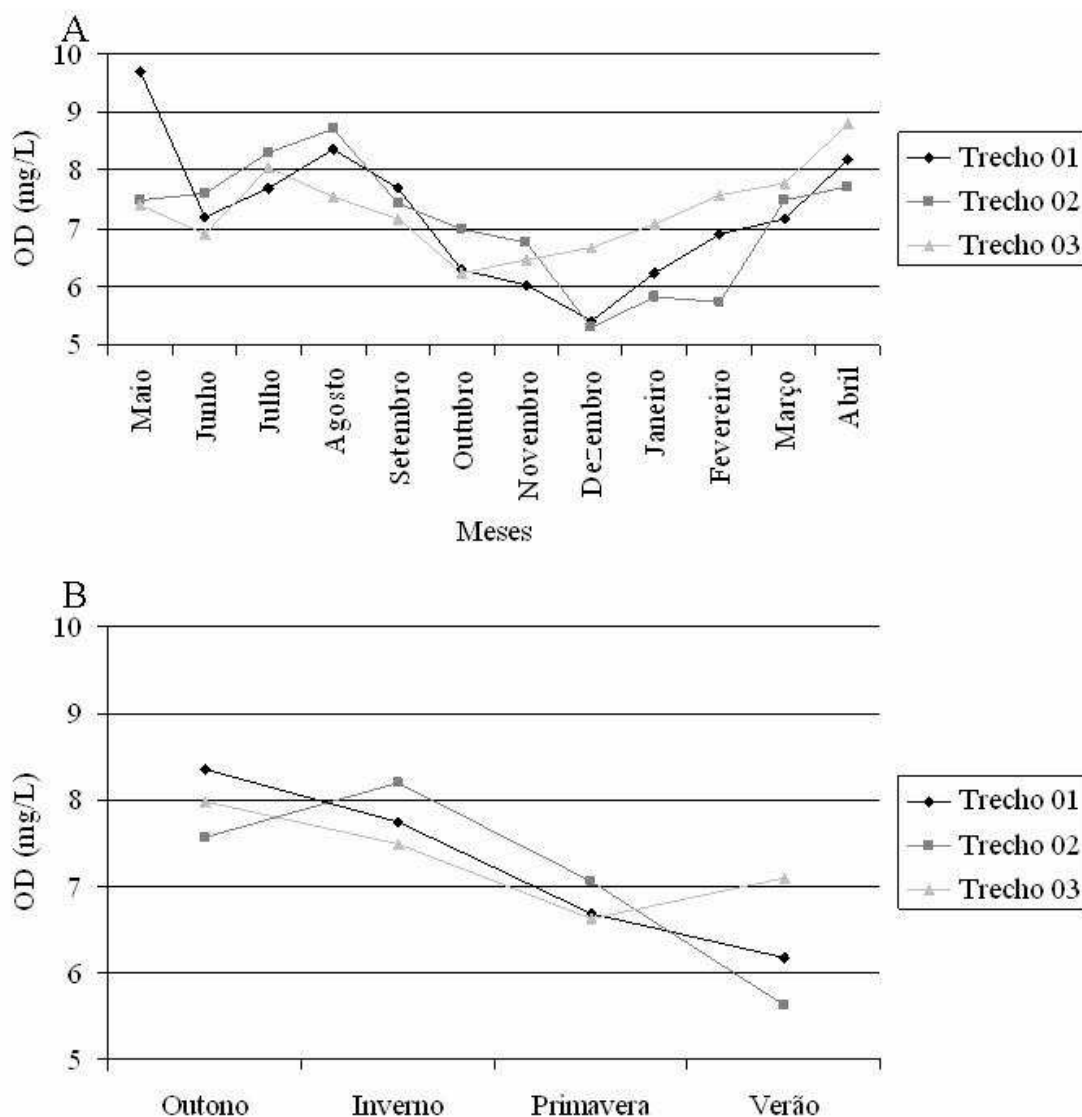 A
10
9
8
7
6
5
OD (mg/L)
Maio
Junho
Julho
Agosto
Setembro
Outubro
Novembro
Dezembro
Janeiro
Fevereiro
Março
Abril
Meses
Trecho 01
Trecho 02
Trecho 03
B
10
9
8
7
6
5
OD (mg/L)
Outono Inverno Primavera Verão
Trecho 01
Trecho 02
Trecho 03